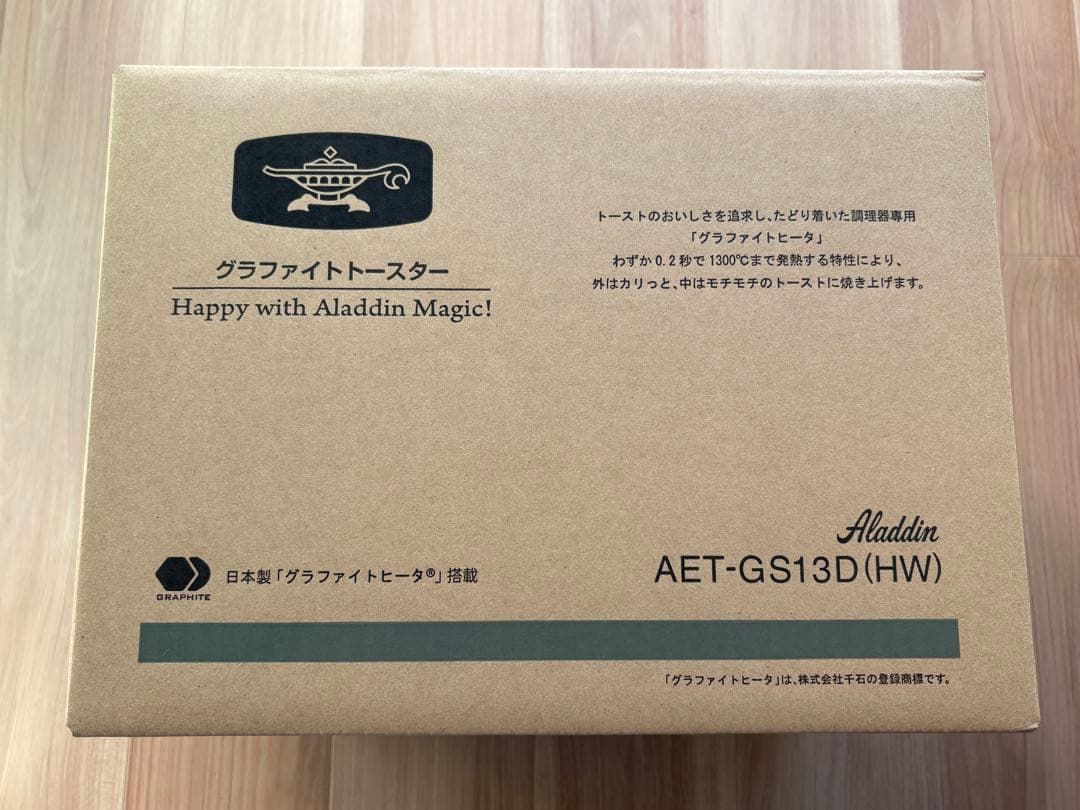 グラファイトトースター
Happy with Aladdin Magic!
トーストのおいしさを追求し、たどり着いた調理器専用
「グラファイトヒータ」
わずか0.2秒で1300℃まで発熱する特性により、
外はカリっと、中はモチモチのトーストに焼き上げます。
Aladdin
AET-GS13D(HW)
GRAPHITE
日本製「グラファイトヒータ®」搭載
「グラファイトヒータ」は、株式会社千石の登録商標です。